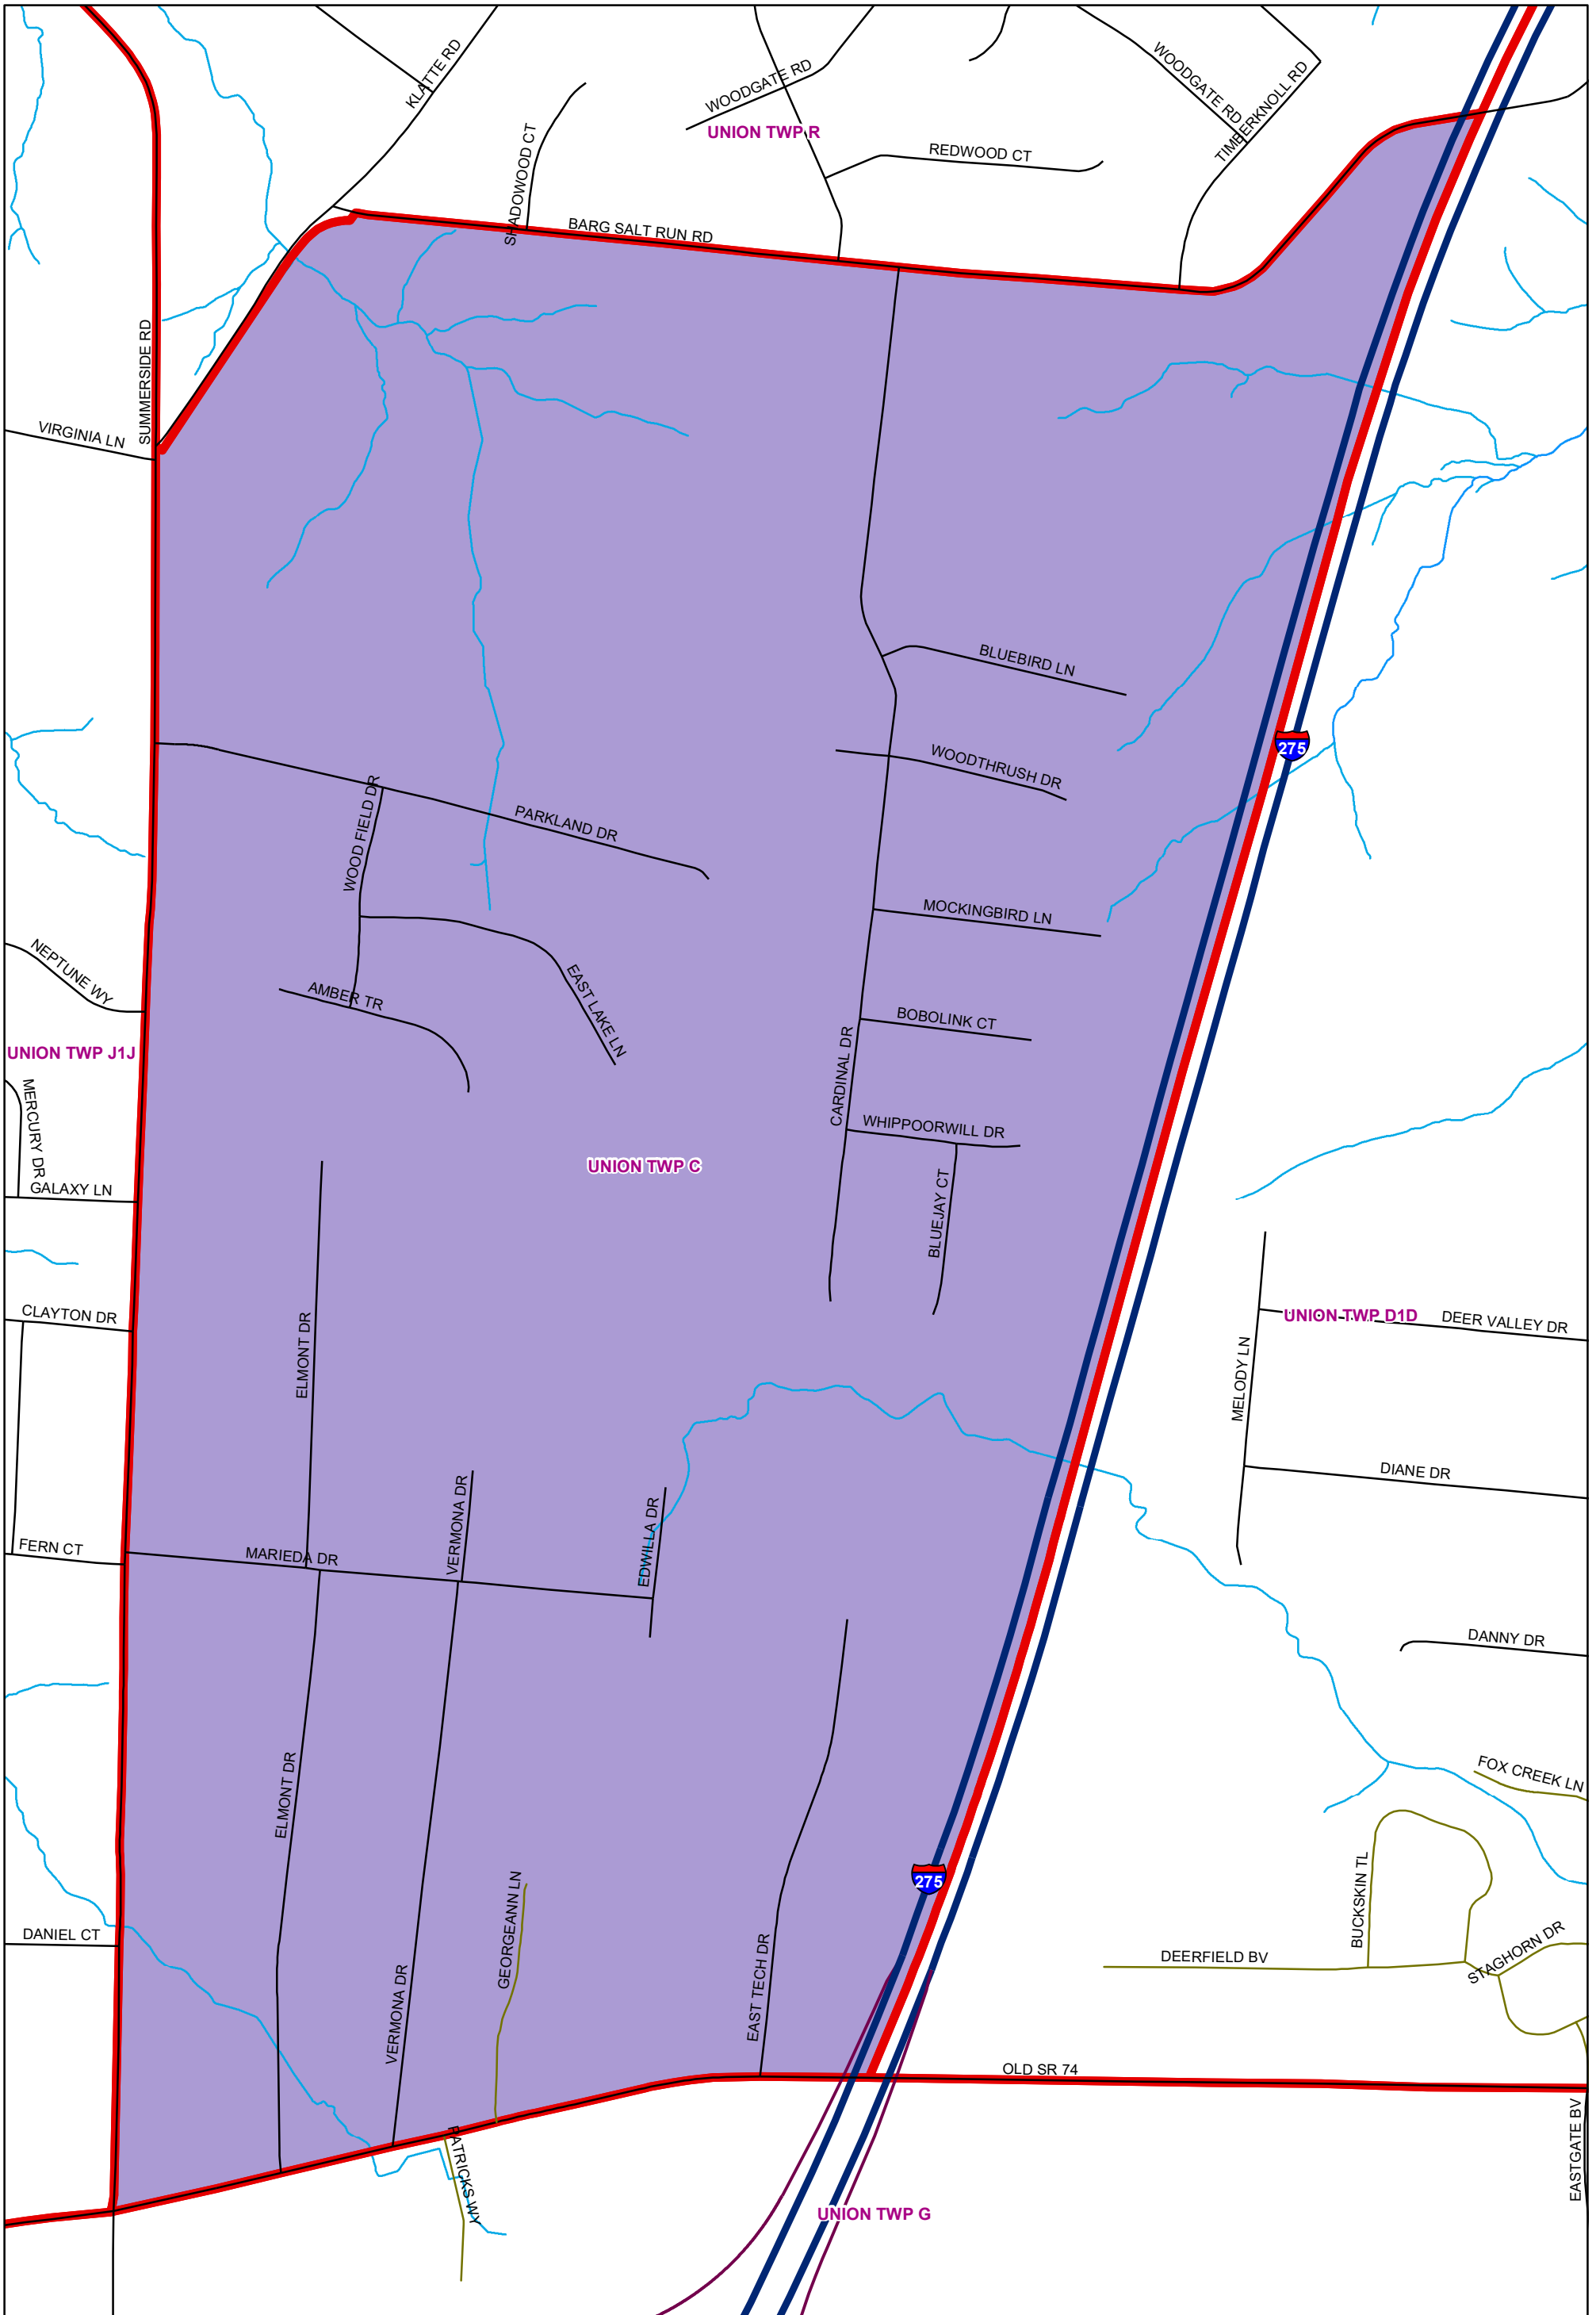 KLATTE RD
WOODGATE RD
WOODGATE RD
TIMBERKNOLL RD
UNION TWP R
SHADOWOOD CT
REDWOOD CT
BARG SALT RUN RD
SUMMERSIDE RD
VIRGINIA LN
BLUEBIRD LN
275
WOODTHRUSH DR
WOOD FIELD DR
PARKLAND DR
MOCKINGBIRD LN
NEPTUNE WY
AMBER TR
EAST LAKE LN
BOBOLINK CT
UNION TWP J1J
CARDINAL DR
MERCURY DR
WHIPPOORWILL DR
UNION TWP C
GALAXY LN
BLUEJAY CT
CLAYTON DR
UNION TWP D1D
DEER VALLEY DR
ELMONT DR
MELODY LN
DIANE DR
VERMONA DR
EDWILLA DR
FERN CT
MARIEDA DR
DANNY DR
FOX CREEK LN
ELMONT DR
275
BUCKSKIN TL
GEORGEANN LN
DANIEL CT
STAGHORN DR
DEERFIELD BV
EAST TECH DR
VERMONA DR
OLD SR 74
EASTGATE BV
PATRICKS WY
UNION TWP G